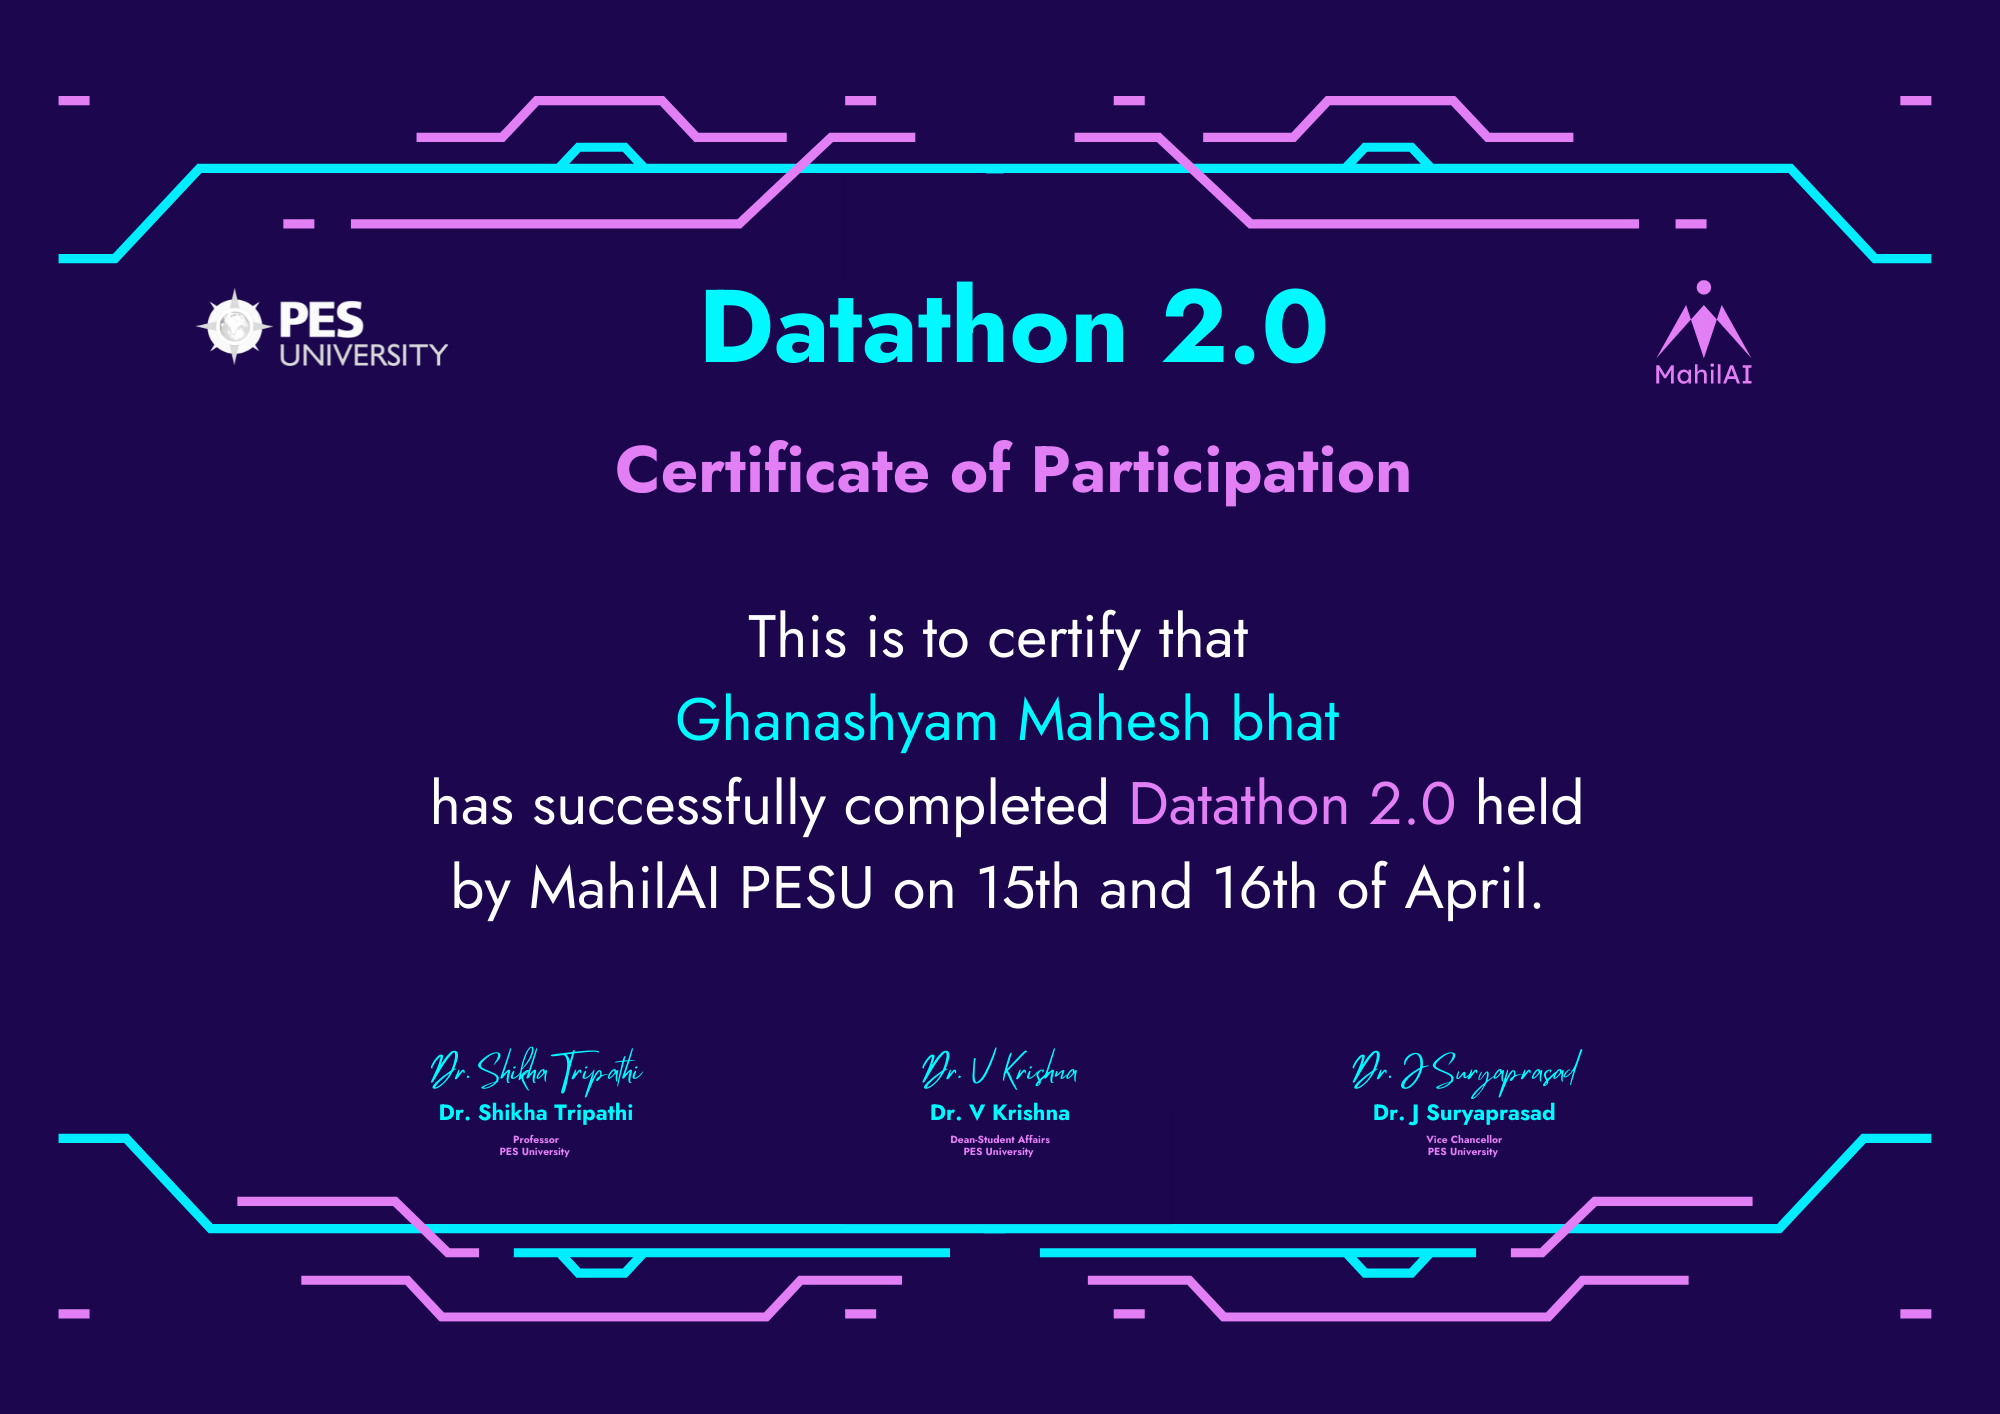 PES
UNIVERSITY
Datathon 2.0
MahilAI
Certificate of Participation
This is to certify that
Ghanashyam Mahesh bhat
has successfully completed Datathon 2.0 held
by MahilAI PESU on 15th and 16th of April.
Dr. Shikha Tripathi
Dr. Shikha Tripathi
Professor
PES University
Dr. V Krishna
Dr. V Krishna
Dean-Student Affairs
PES University
Dr. J Suryaprasad
Dr. J Suryaprasad
Vice Chancellor
PES University